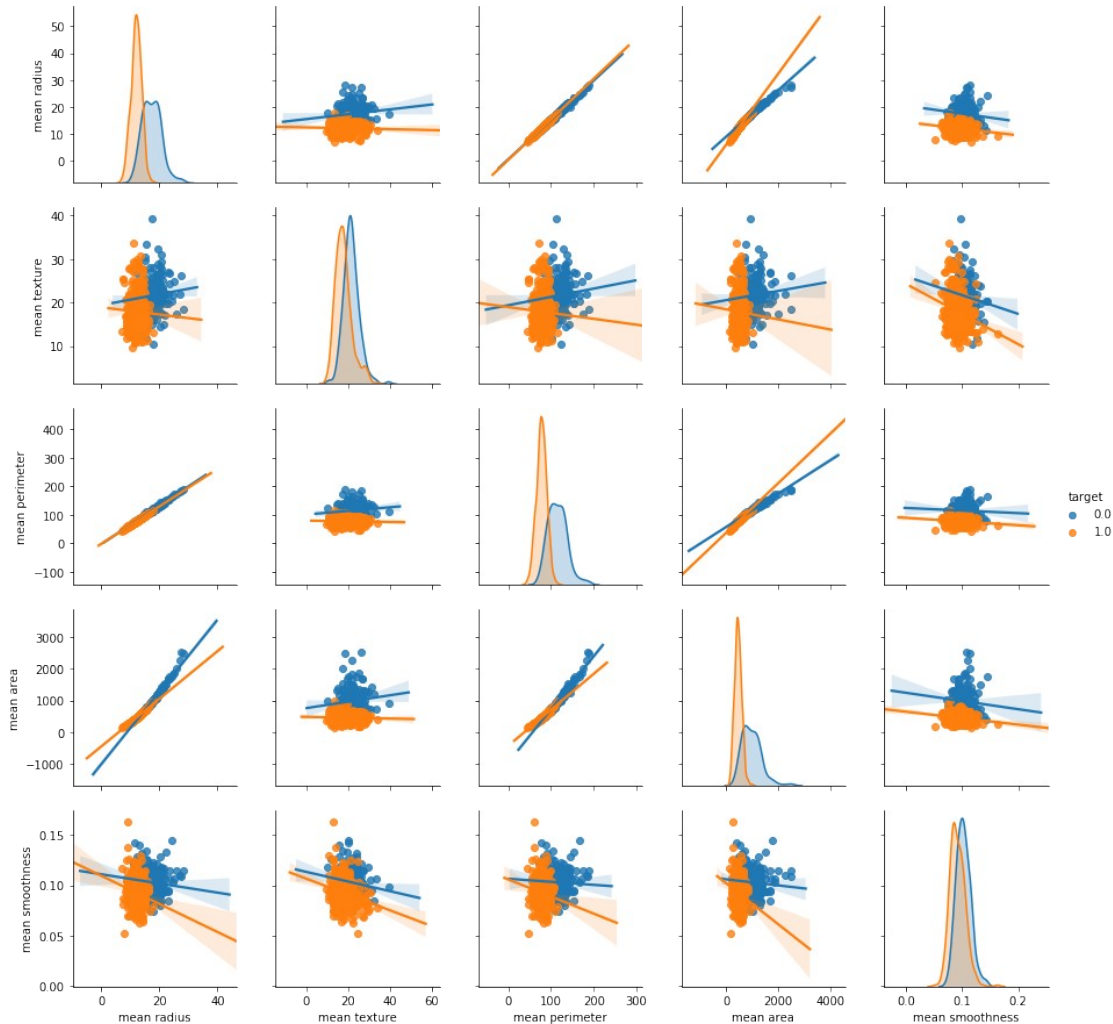 50
40
30
20
10
0
mean radius
40
30
20
10
mean texture
400
300
200
100
0
−100
mean perimeter
target
0.0
1.0
3000
2000
1000
0
−1000
mean area
0.15
0.10
0.05
0.00
mean smoothness
0 20 40
0 20 40 60
0 100 200 300
0 2000 4000
0.0 0.1 0.2
mean radius mean texture mean perimeter mean area mean smoothness